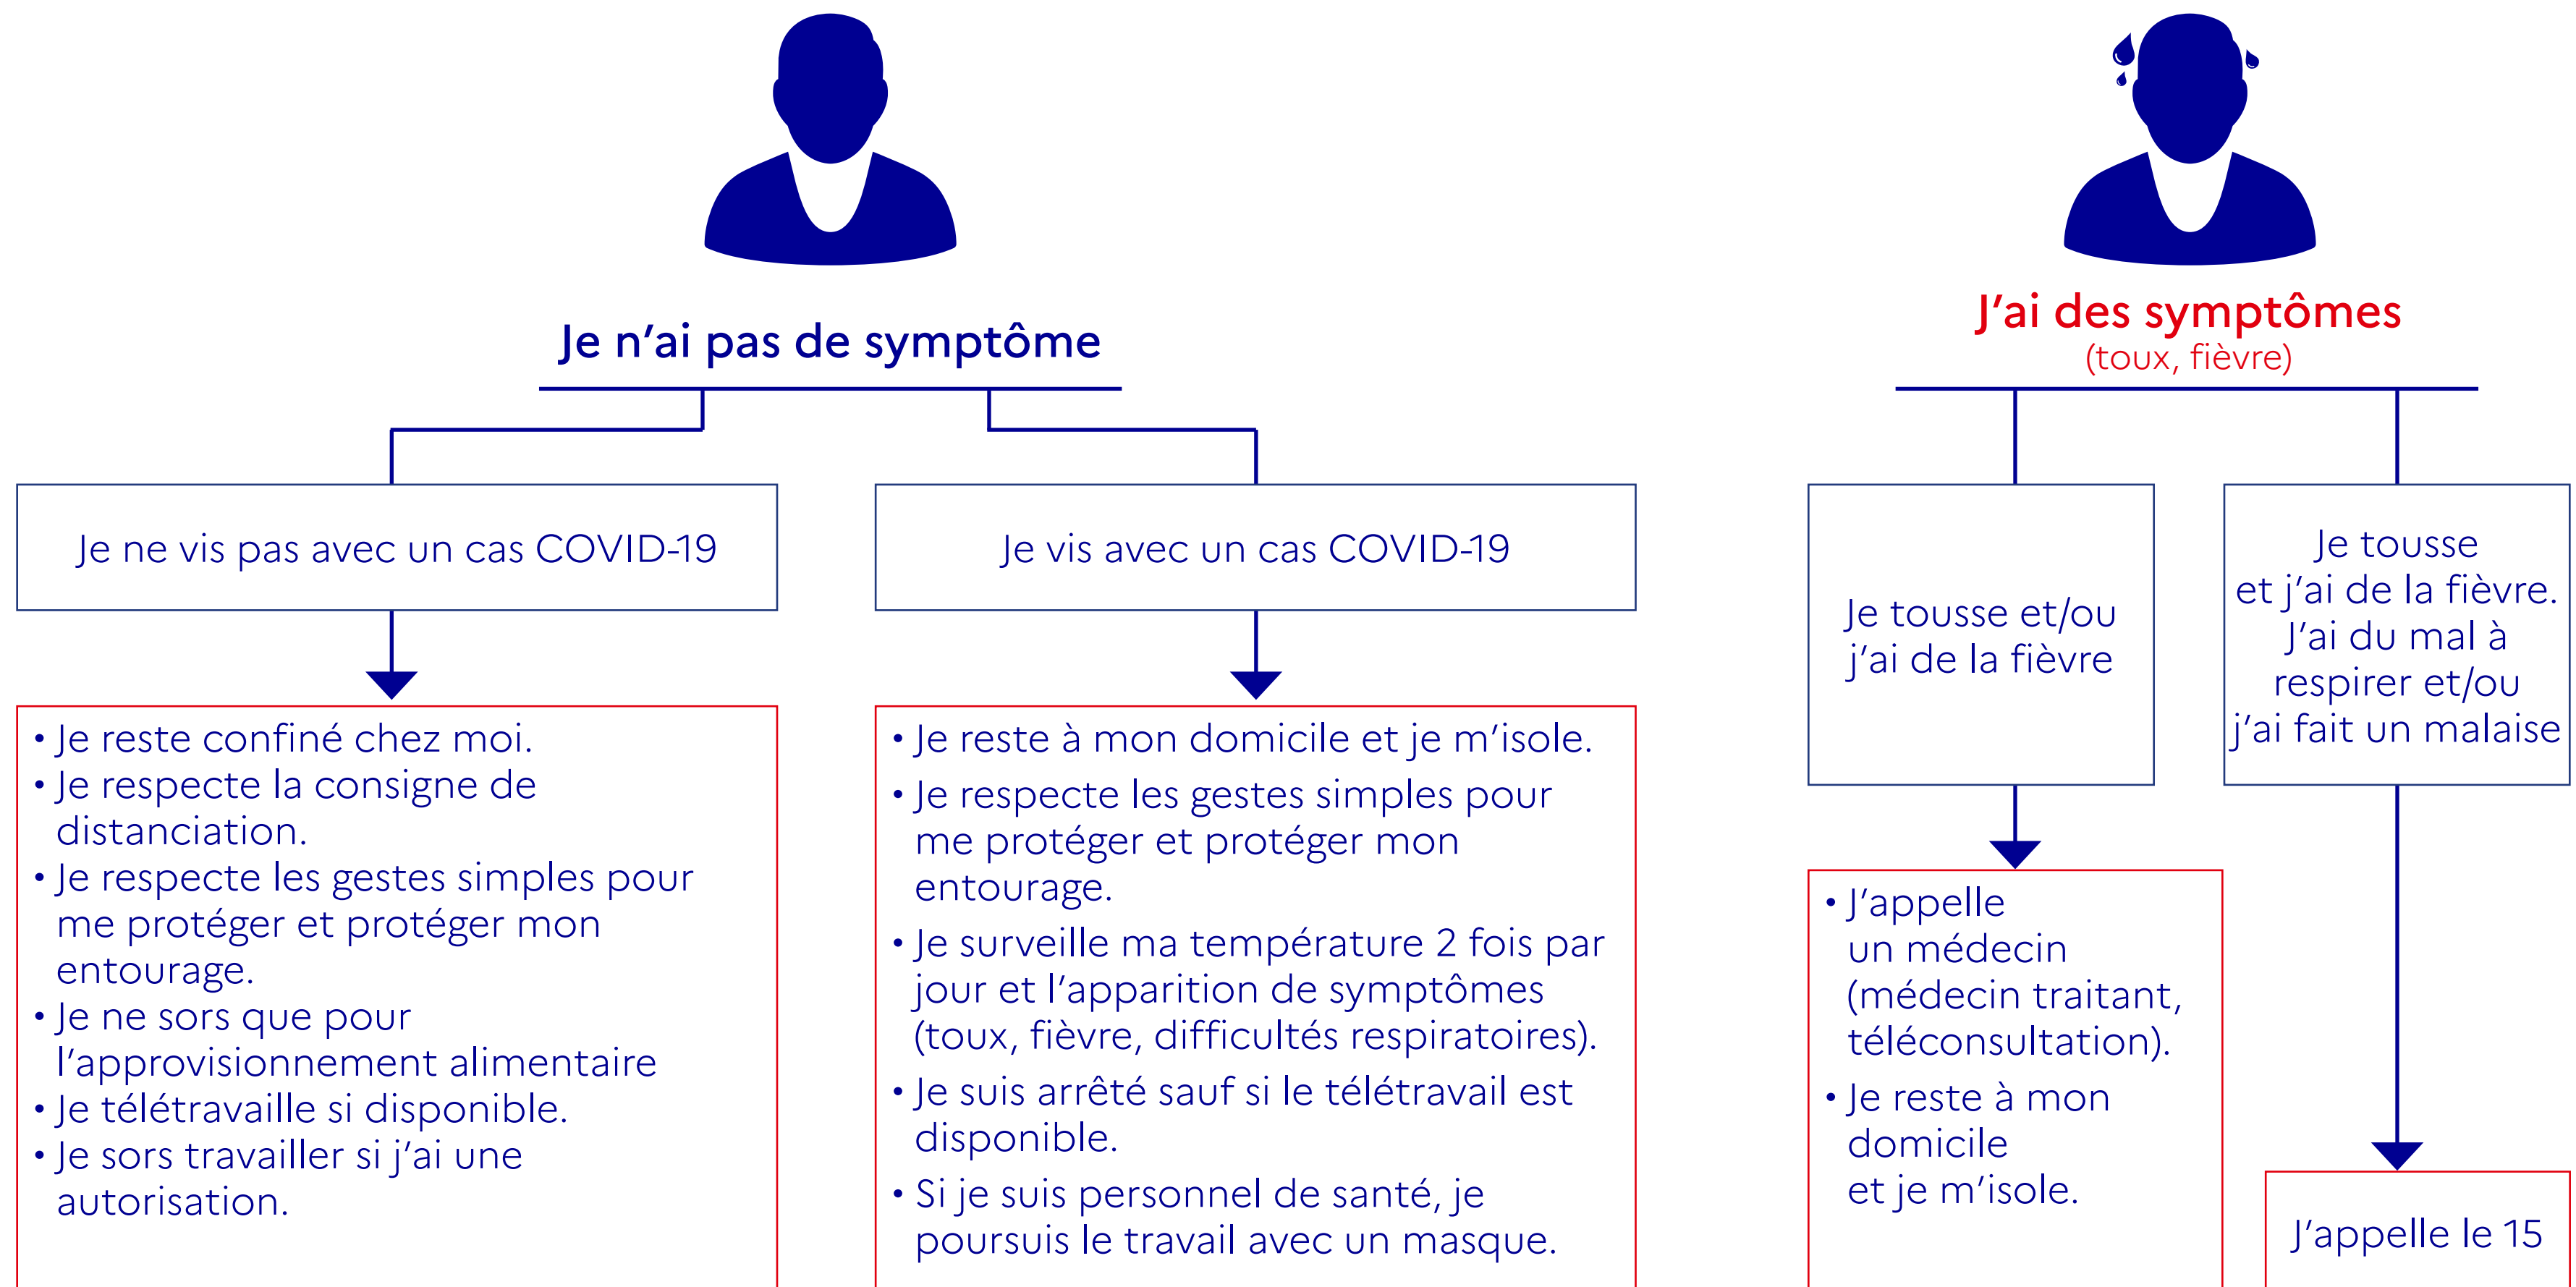 Je n’ai pas de symptôme
Je ne vis pas avec un cas COVID-19
• Je reste confiné chez moi.
• Je respecte la consigne de
distanciation.
• Je respecte les gestes simples pour
me protéger et protéger mon
entourage.
• Je ne sors que pour
l’approvisionnement alimentaire
• Je télétravaille si disponible.
• Je sors travailler si j’ai une
autorisation.
Je vis avec un cas COVID-19
• Je reste à mon domicile et je m’isole.
• Je respecte les gestes simples pour
me protéger et protéger mon
entourage.
• Je surveille ma température 2 fois par
jour et l’apparition de symptômes
(toux, fièvre, difficultés respiratoires).
• Je suis arrêté sauf si le télétravail est
disponible.
• Si je suis personnel de santé, je
poursuis le travail avec un masque.
J’ai des symptômes
(toux, fièvre)
Je tousse et/ou
j’ai de la fièvre
• J’appelle
un médecin
(médecin traitant,
téléconsultation).
• Je reste à mon
domicile
et je m’isole.
Je tousse
et j’ai de la fièvre.
J’ai du mal à
respirer et/ou
j’ai fait un malaise
J’appelle le 15